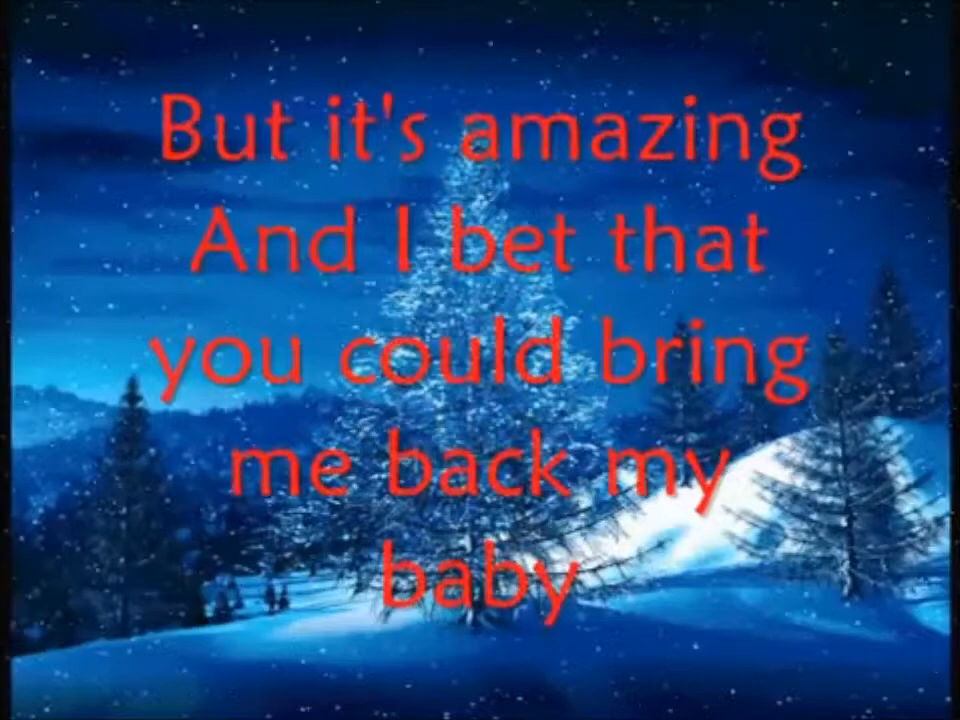 But it's amazing
And I bet that
you could bring
me back my
baby